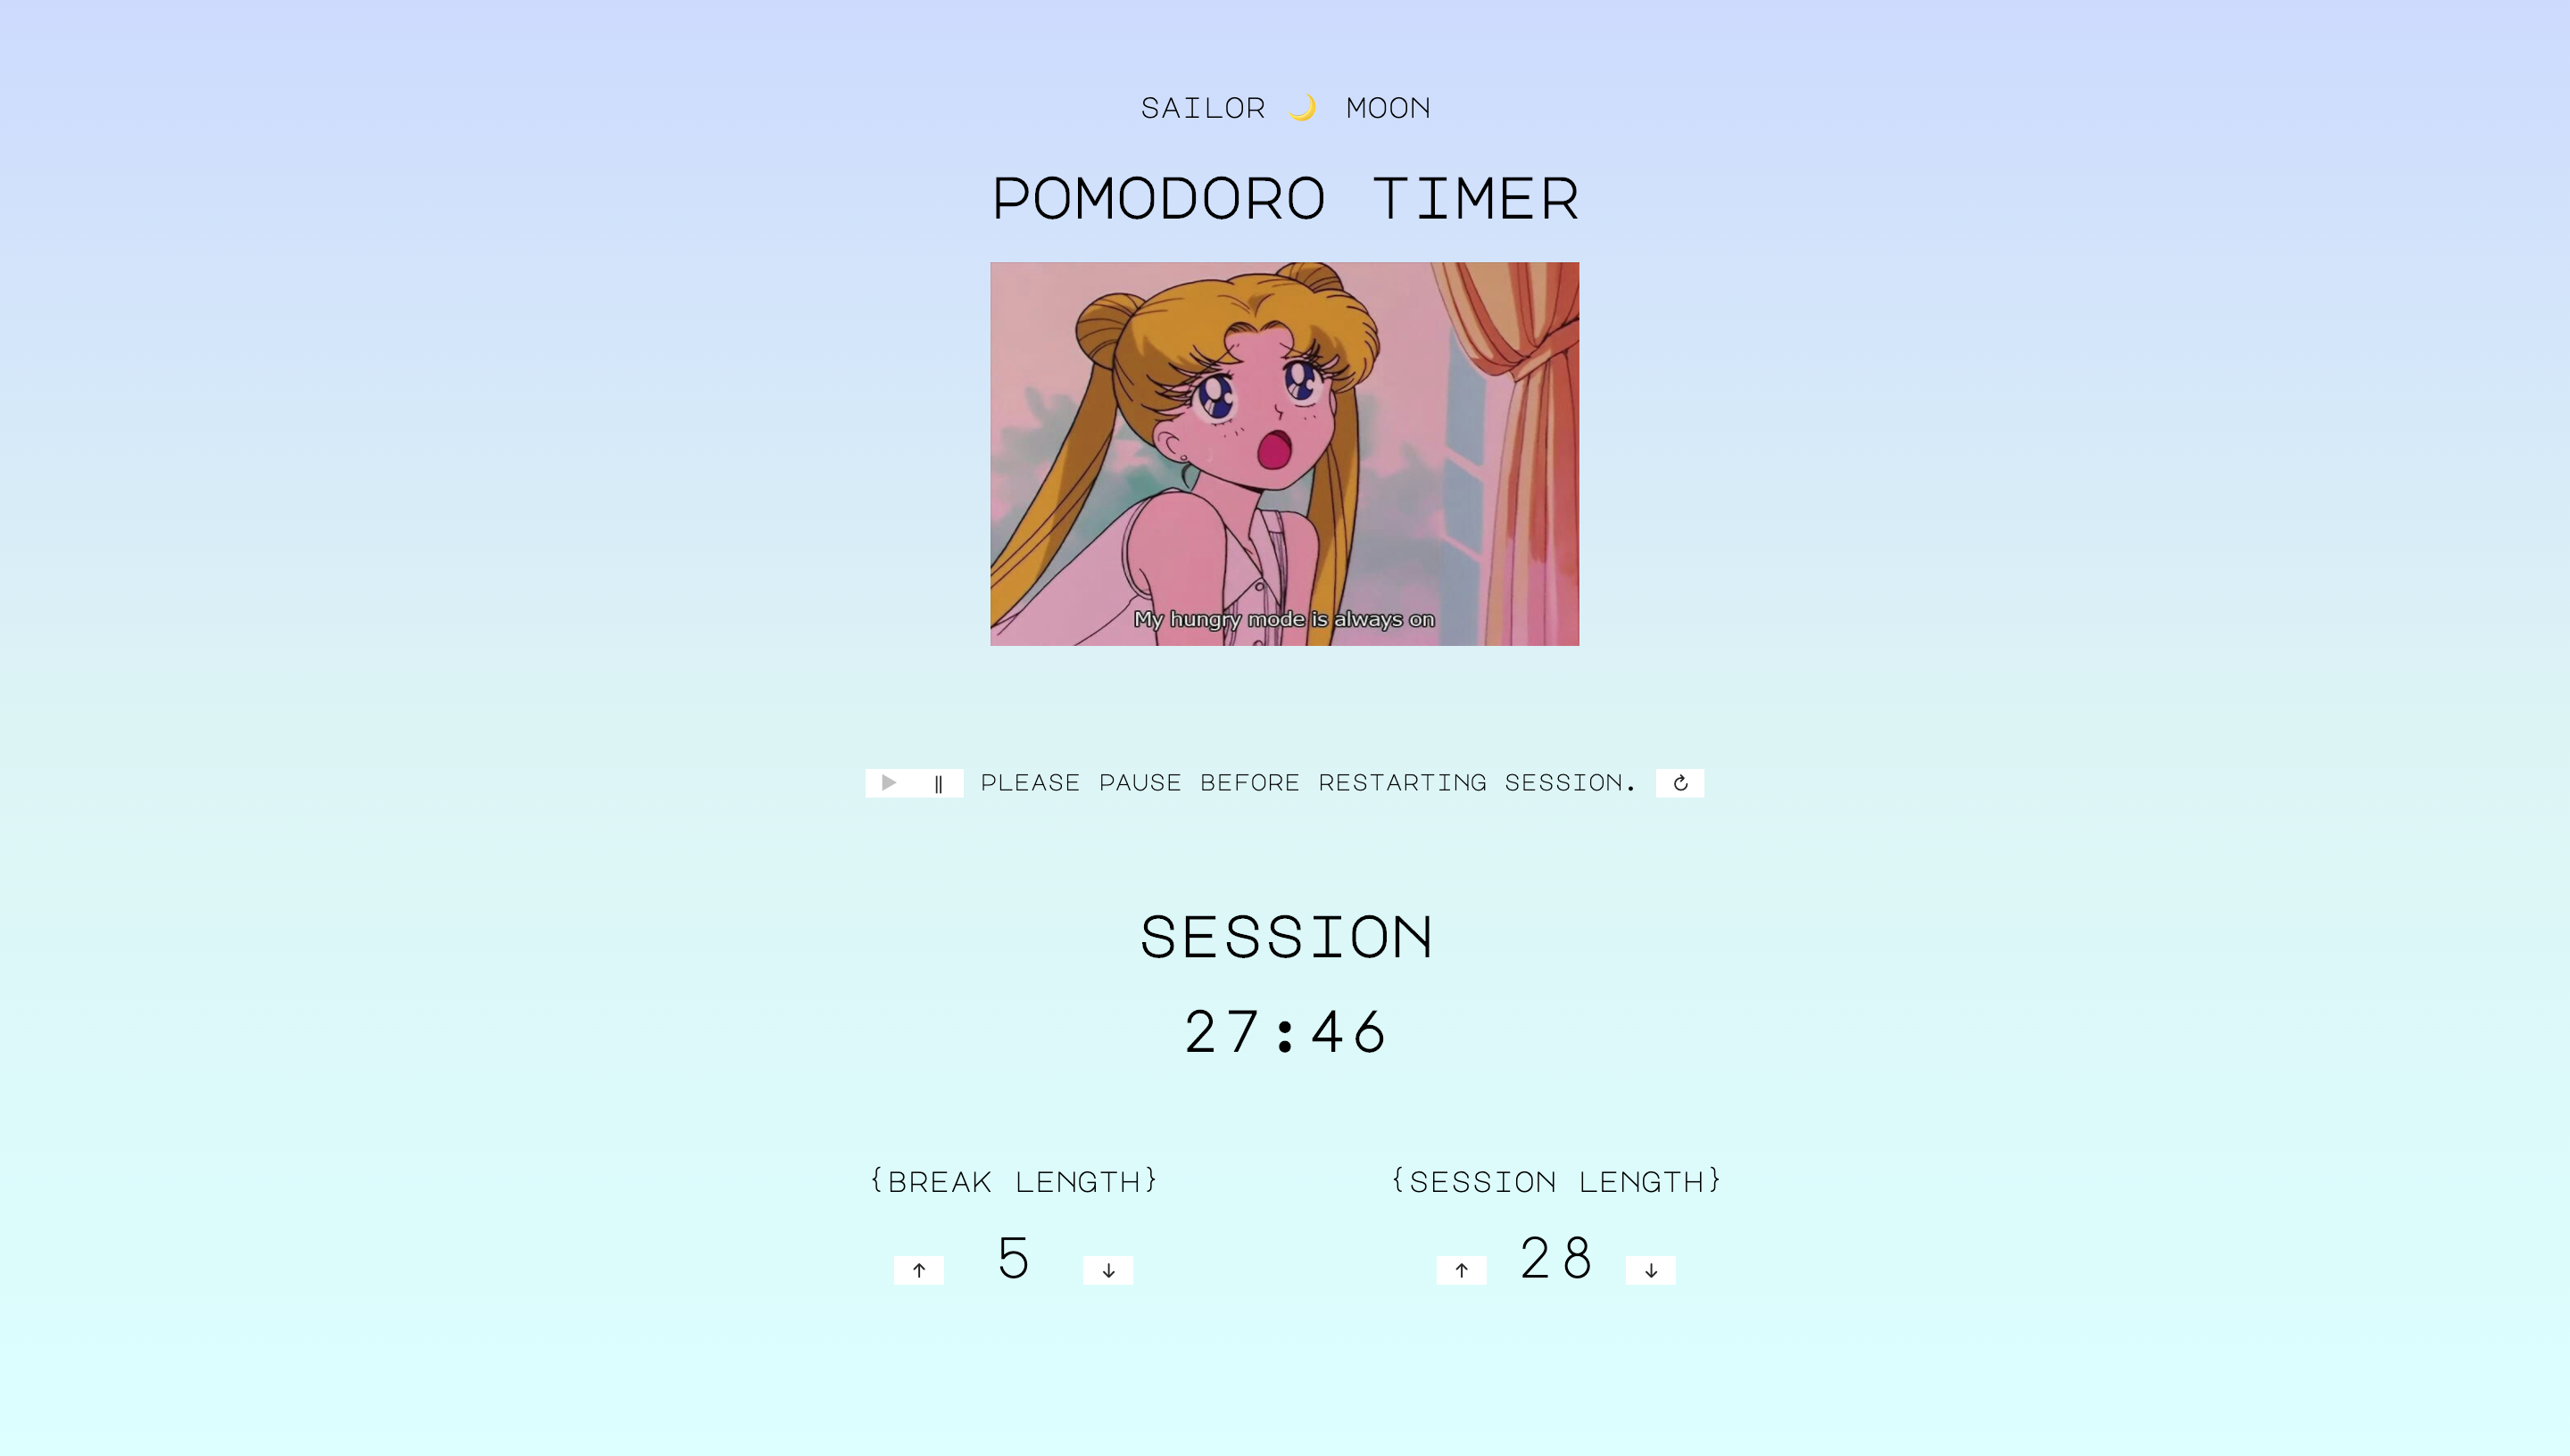 SAILOR 🌙 MOON
POMODORO TIMER
My hungry mode is always on
PLEASE PAUSE BEFORE RESTARTING SESSION.
SESSION
27:46
{BREAK LENGTH} {SESSION LENGTH}
↑ 5 ↓ ↑ 28 ↓